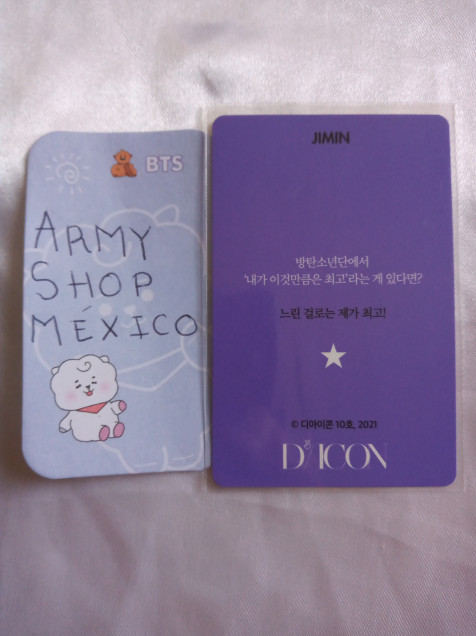 BTS
ARMY
SHOP
MÉXICO
JIMIN
방탄소년단에서
'내가 이것만큼은 최고'라는 게 있다면?
느린 걸로는 제가 최고!
© 디아이콘 10호, 2021
D'ICON